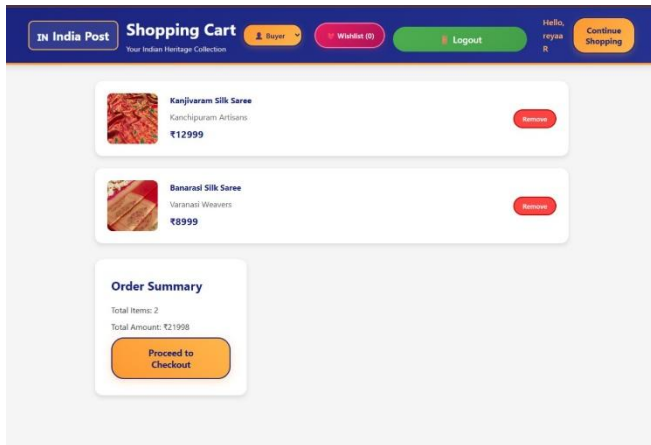 IN India Post
Shopping Cart
Your Indian Heritage Collection
Buyer
Wishlist (0)
Logout
Hello,
reyaa
R
Continue
Shopping
Kanjivaram Silk Saree
Kanchipuram Artisans
₹12999
Remove
Banarasi Silk Saree
Varanasi Weavers
₹8999
Remove
Order Summary
Total Items: 2
Total Amount: ₹21998
Proceed to
Checkout